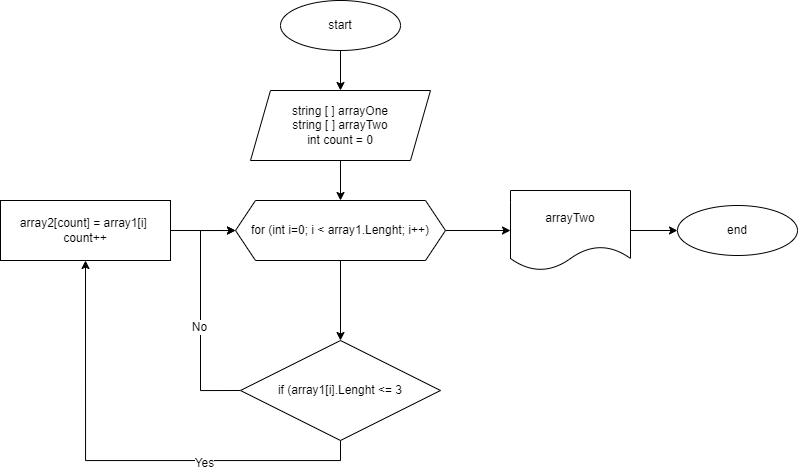 start
string [ ] arrayOne
string [ ] arrayTwo
int count = 0
array2[count] = array1[i]
count++
for (int i=0; i < array1.Lenght; i++)
arrayTwo
end
No
if (array1[i].Lenght <= 3
Yes